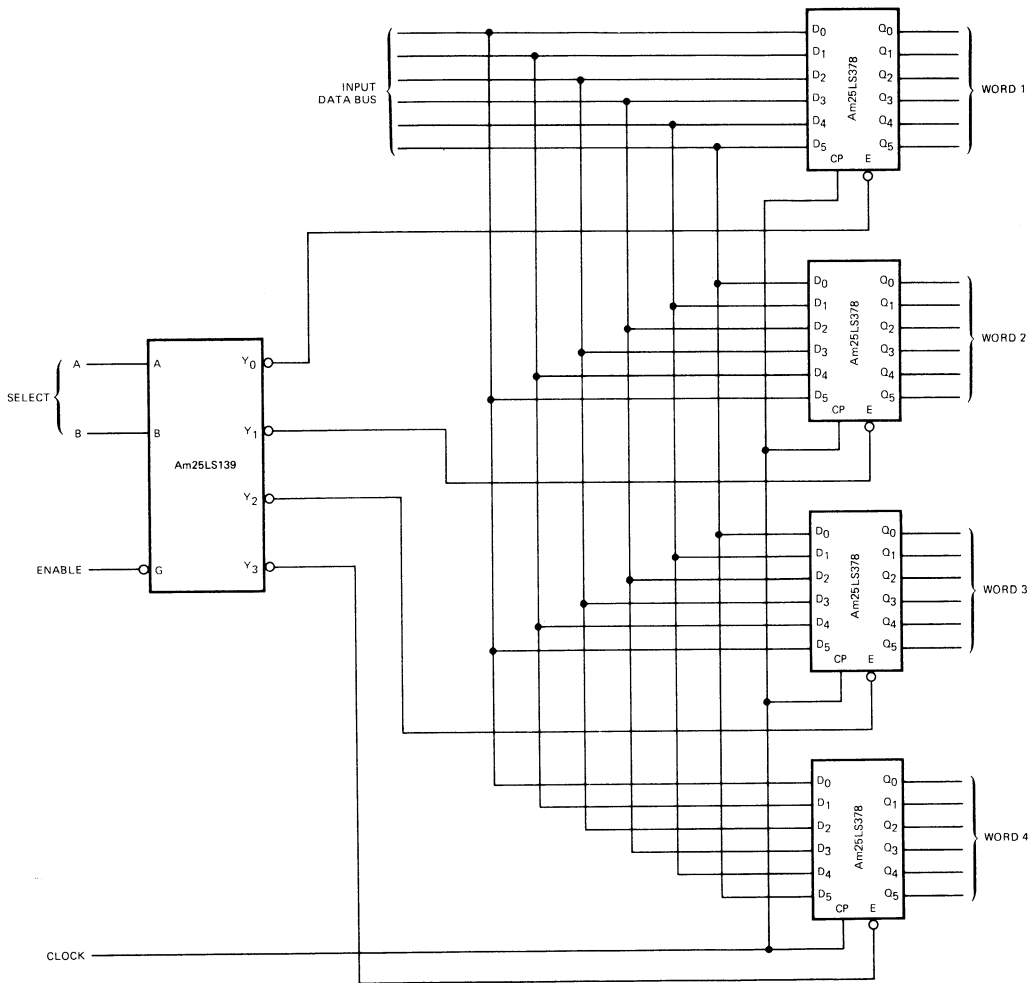 INPUT
DATA BUS
D0
D1
D2
D3
D4
D5
Am25LS378
CP
E
Q0
Q1
Q2
Q3
Q4
Q5
WORD 1
D0
D1
D2
D3
D4
D5
Am25LS378
CP
E
Q0
Q1
Q2
Q3
Q4
Q5
WORD 2
SELECT
A
B
A
B
Am25LS139
Y0
Y1
Y2
Y3
ENABLE
G
D0
D1
D2
D3
D4
D5
Am25LS378
CP
E
Q0
Q1
Q2
Q3
Q4
Q5
WORD 3
D0
D1
D2
D3
D4
D5
Am25LS378
CP
E
Q0
Q1
Q2
Q3
Q4
Q5
WORD 4
CLOCK